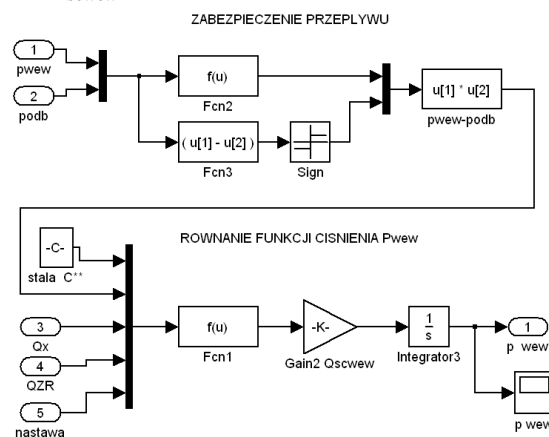 ZABEZPIECZENIE PRZEPLYWU
1
pwew
2
podb
f(u)
Fcn2
( u[1] - u[2] )
Fcn3
Sign
u[1] * u[2]
pwew-podb
ROWNANIE FUNKCJI CISNIENIA Pwew
-C-
stala C**
3
Qx
4
QZR
5
nastawa
f(u)
Fcn1
-K-
Gain2 Qscwew
1
s
Integrator3
1
p wew
p wew